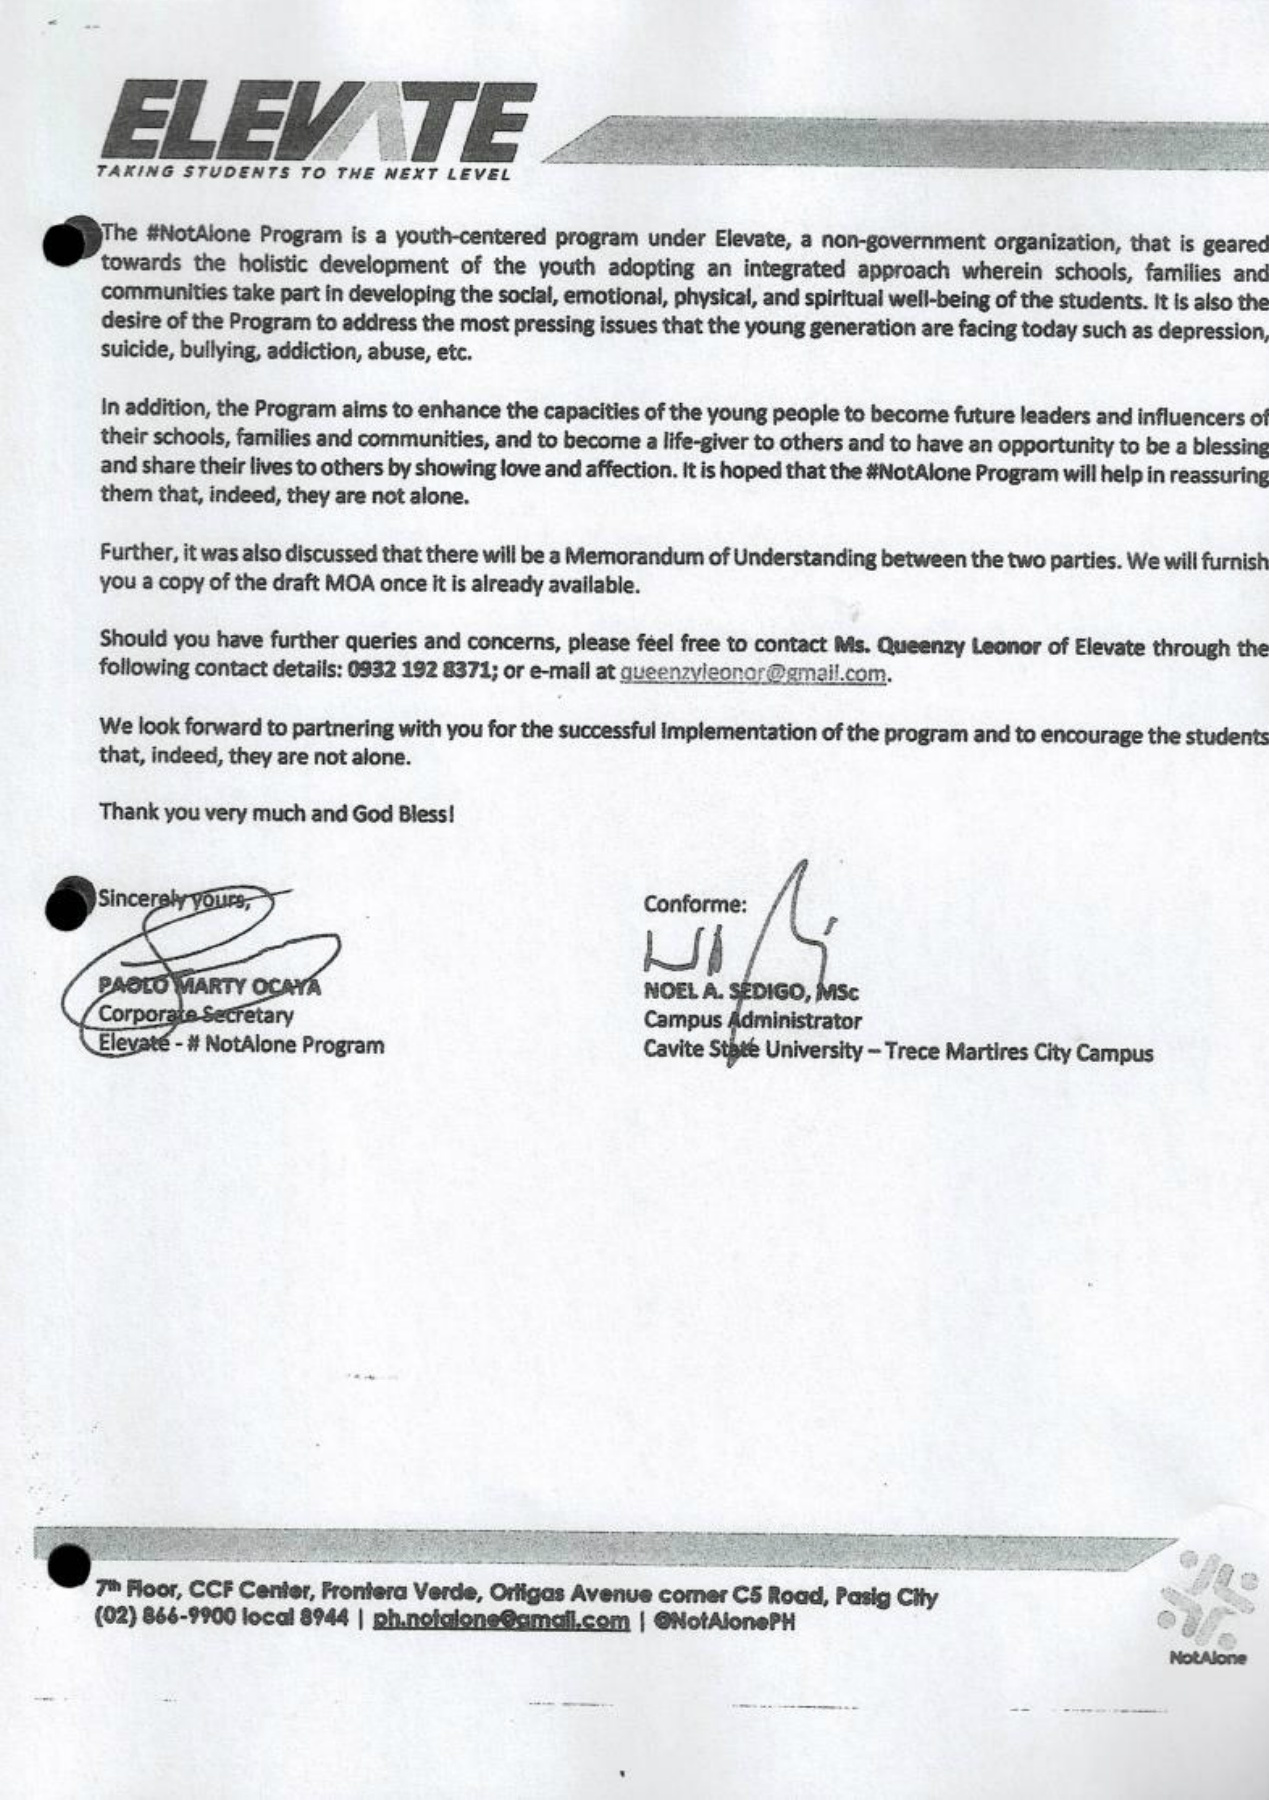 ELEVATE
TAKING STUDENTS TO THE NEXT LEVEL
The #NotAlone Program is a youth-centered program under Elevate, a non-government organization, that is geared
towards the holistic development of the youth adopting an integrated approach wherein schools, families and
communities take part in developing the social, emotional, physical, and spiritual well-being of the students. It is also the
desire of the Program to address the most pressing issues that the young generation are facing today such as depression,
suicide, bullying, addiction, abuse, etc.
In addition, the Program aims to enhance the capacities of the young people to become future leaders and influencers of
their schools, families and communities, and to become a life-giver to others and to have an opportunity to be a blessing
and share their lives to others by showing love and affection. It is hoped that the #NotAlone Program will help in reassuring
them that, indeed, they are not alone.
Further, it was also discussed that there will be a Memorandum of Understanding between the two parties. We will furnish
you a copy of the draft MOA once it is already available.
Should you have further queries and concerns, please feel free to contact Ms. Queenzy Leonor of Elevate through the
following contact details: 0932 192 8371; or e-mail at queenzyleonor@gmail.com.
We look forward to partnering with you for the successful implementation of the program and to encourage the students
that, indeed, they are not alone.
Thank you very much and God Bless!
Sincerely yours,
PAOLO MARTY OCAYA
Corporate Secretary
Elevate - # NotAlone Program
Conforme:
NOEL A. SEDIGO, MSc
Campus Administrator
Cavite State University – Trece Martires City Campus
7th Floor, CCF Center, Frontera Verde, Ortigas Avenue corner C5 Road, Pasig City
(02) 866-9900 local 8944 | ph.notalone@gmail.com | @NotAlonePH
NotAlone